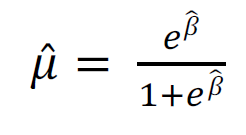 μ̂ = e^β̂ / (1+e^β̂)